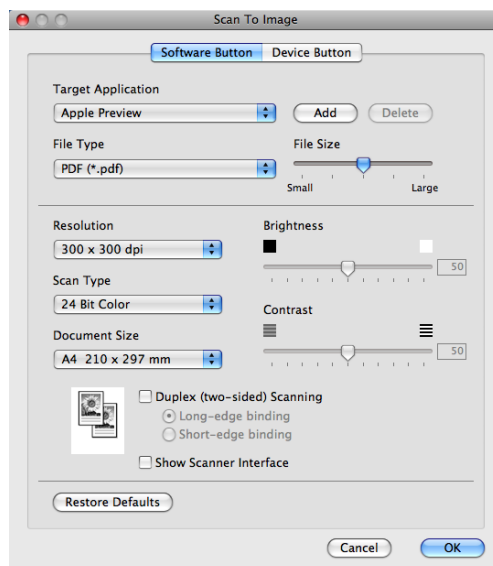 Scan To Image
Software Button Device Button
Target Application
Apple Preview Add Delete
File Type File Size
PDF (*.pdf)
Small Large
Resolution Brightness
300 x 300 dpi
50
Scan Type
24 Bit Color Contrast
Document Size
A4 210 x 297 mm 50
Duplex (two-sided) Scanning
Long-edge binding
Short-edge binding
Show Scanner Interface
Restore Defaults
Cancel OK